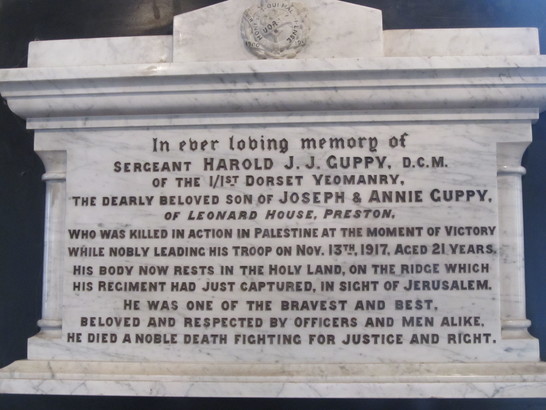 In ever loving memory of
SERGEANT HAROLD J. J. GUPPY, D.C.M.
OF THE 1/1ST DORSET YEOMANRY,
THE DEARLY BELOVED SON OF JOSEPH & ANNIE GUPPY,
OF LEONARD HOUSE, PRESTON,
WHO WAS KILLED IN ACTION IN PALESTINE AT THE MOMENT OF VICTORY
WHILE NOBLY LEADING HIS TROOP ON NOV. 13TH, 1917, AGED 21 YEARS.
HIS BODY NOW RESTS IN THE HOLY LAND, ON THE RIDGE WHICH
HIS REGIMENT HAD JUST CAPTURED, IN SIGHT OF JERUSALEM.
HE WAS ONE OF THE BRAVEST AND BEST,
BELOVED AND RESPECTED BY OFFICERS AND MEN ALIKE,
HE DIED A NOBLE DEATH FIGHTING FOR JUSTICE AND RIGHT.